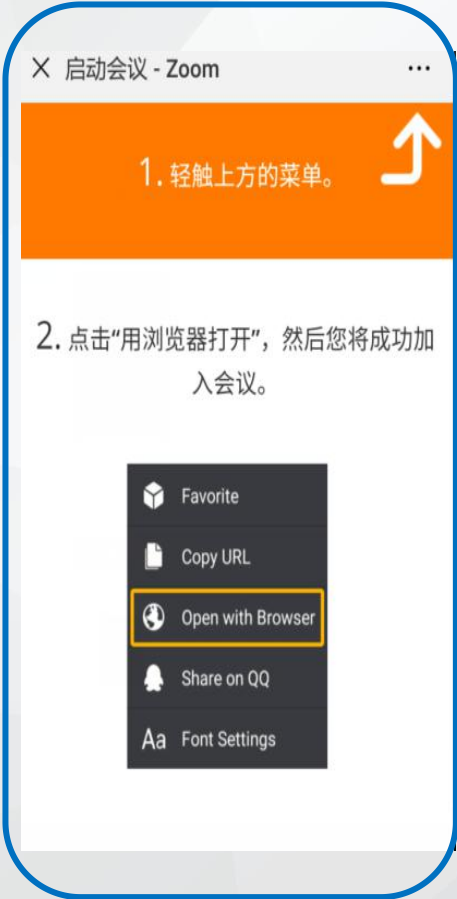 启动会议 - Zoom
1. 轻触上方的菜单。
2. 点击“用浏览器打开”，然后您将成功加
入会议。
Favorite
Copy URL
Open with Browser
Share on QQ
Aa Font Settings